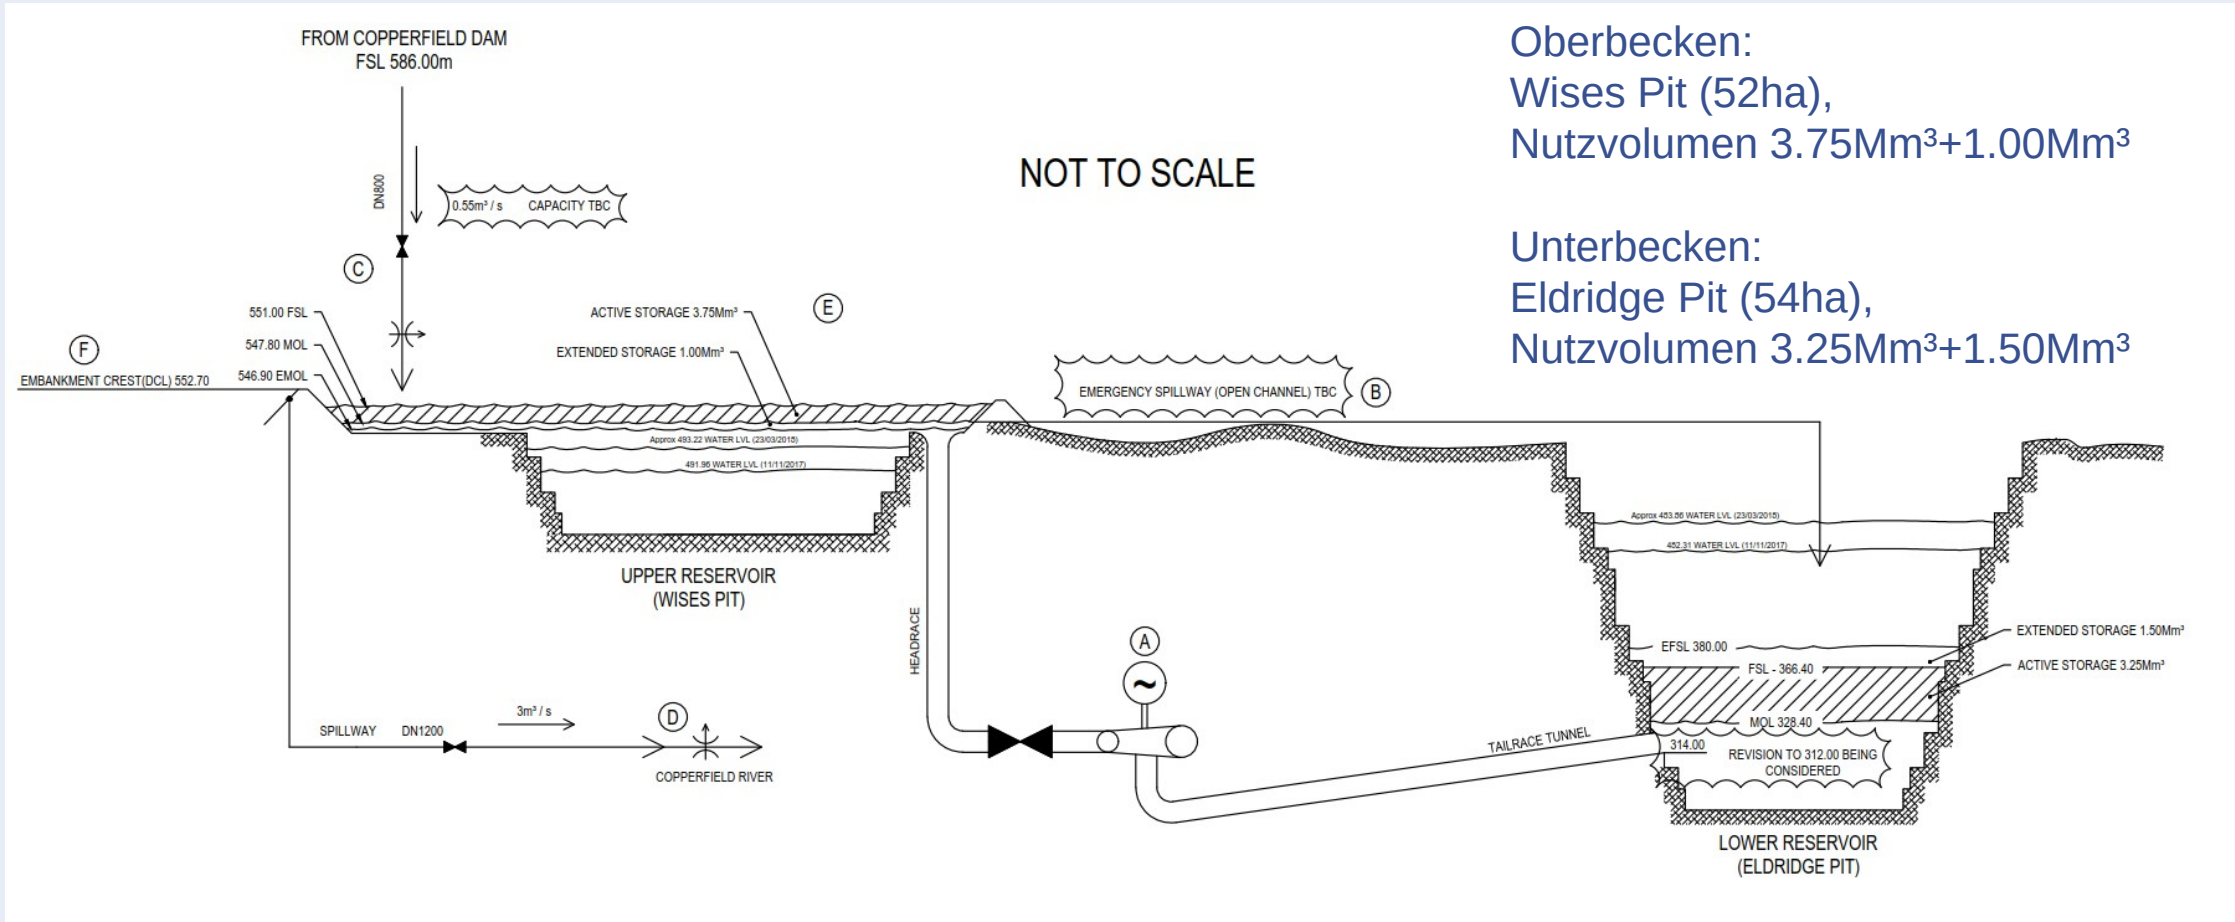 FROM COPPERFIELD DAM
FSL 586.00m
DN800
0.55m³ / s CAPACITY TBC
C
551.00 FSL
547.80 MOL
546.90 EMOL
F
EMBANKMENT CREST(DCL) 552.70
ACTIVE STORAGE 3.75Mm³
EXTENDED STORAGE 1.00Mm³
E
NOT TO SCALE
Oberbecken:
Wises Pit (52ha),
Nutzvolumen 3.75Mm³+1.00Mm³
Unterbecken:
Eldridge Pit (54ha),
Nutzvolumen 3.25Mm³+1.50Mm³
EMERGENCY SPILLWAY (OPEN CHANNEL) TBC
B
Approx 493.22 WATER LVL (23/03/2018)
491.96 WATER LVL (11/11/2017)
UPPER RESERVOIR
(WISES PIT)
HEADRACE
A
~
SPILLWAY DN1200
3m³ / s
D
COPPERFIELD RIVER
TAILRACE TUNNEL
Approx 453.86 WATER LVL (23/03/2018)
452.31 WATER LVL (11/11/2017)
EFSL 380.00
FSL - 366.40
EXTENDED STORAGE 1.50Mm³
ACTIVE STORAGE 3.25Mm³
MOL 328.40
314.00
REVISION TO 312.00 BEING
CONSIDERED
LOWER RESERVOIR
(ELDRIDGE PIT)